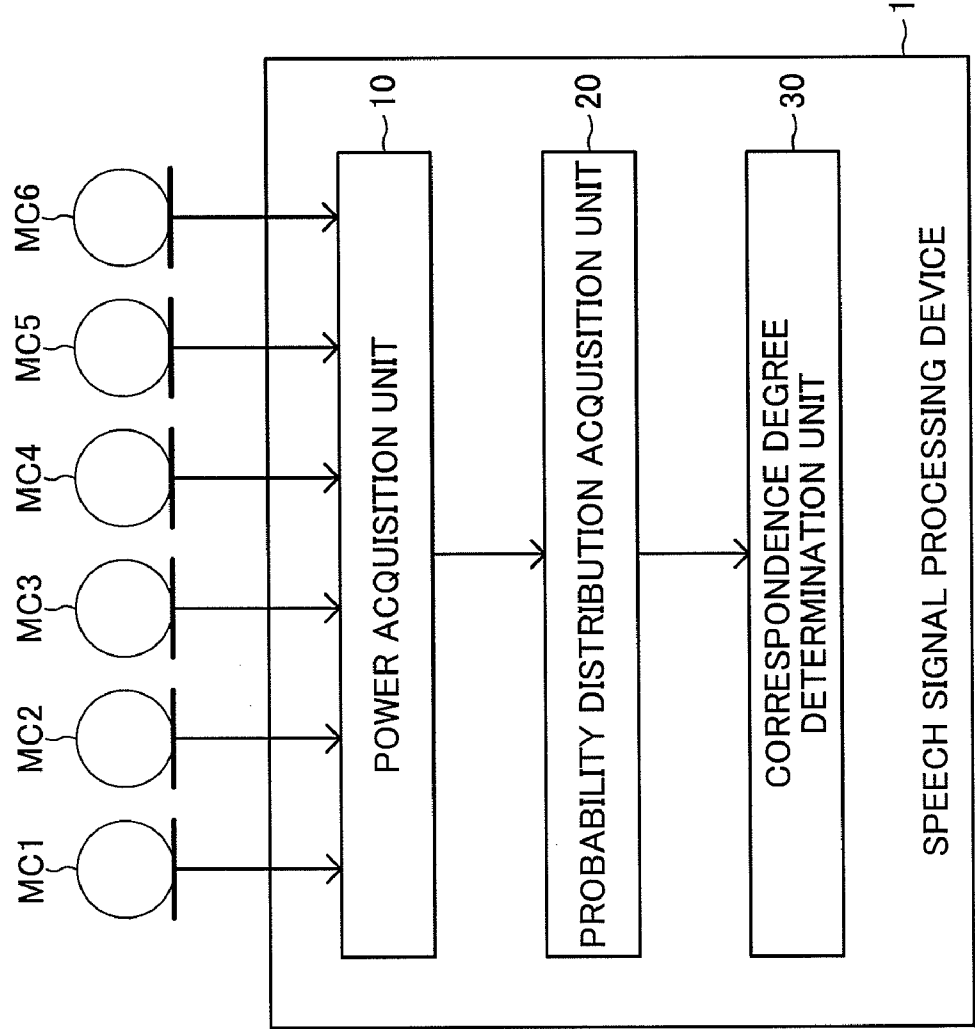 MC1
MC2
MC3
MC4
MC5
MC6
POWER ACQUISITION UNIT
10
PROBABILITY DISTRIBUTION ACQUISITION UNIT
20
CORRESPONDENCE DEGREE
DETERMINATION UNIT
30
SPEECH SIGNAL PROCESSING DEVICE
1